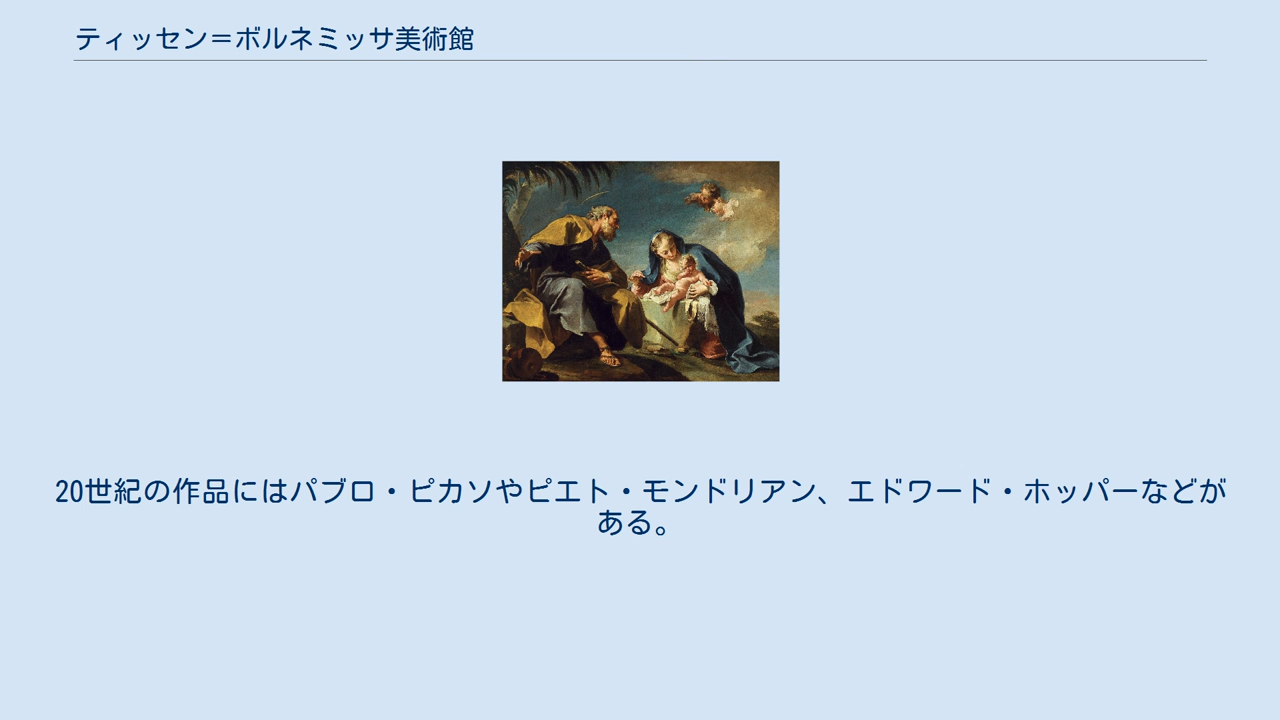 ティッセン＝ボルネミッサ美術館
20世紀の作品にはパブロ・ピカソやピエト・モンドリアン、エドワード・ホッパーなどが
ある。